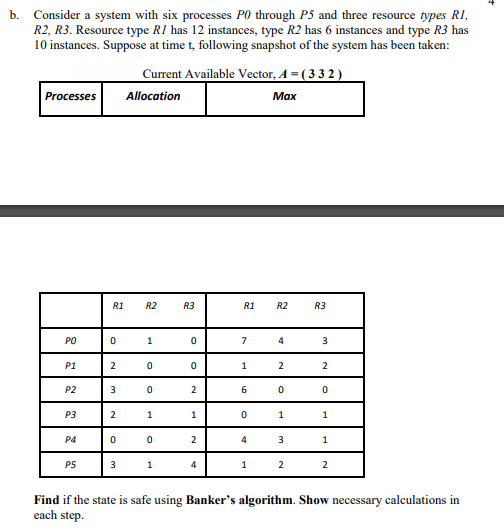 4
b. Consider a system with six processes P0 through P5 and three resource types R1,
R2, R3. Resource type R1 has 12 instances, type R2 has 6 instances and type R3 has
10 instances. Suppose at time t, following snapshot of the system has been taken:
Current Available Vector, A = ( 3 3 2 )
Processes Allocation Max
R1 R2 R3 R1 R2 R3
P0 0 1 0 7 4 3
P1 2 0 0 1 2 2
P2 3 0 2 6 0 0
P3 2 1 1 0 1 1
P4 0 0 2 4 3 1
P5 3 1 4 1 2 2
Find if the state is safe using Banker's algorithm. Show necessary calculations in
each step.